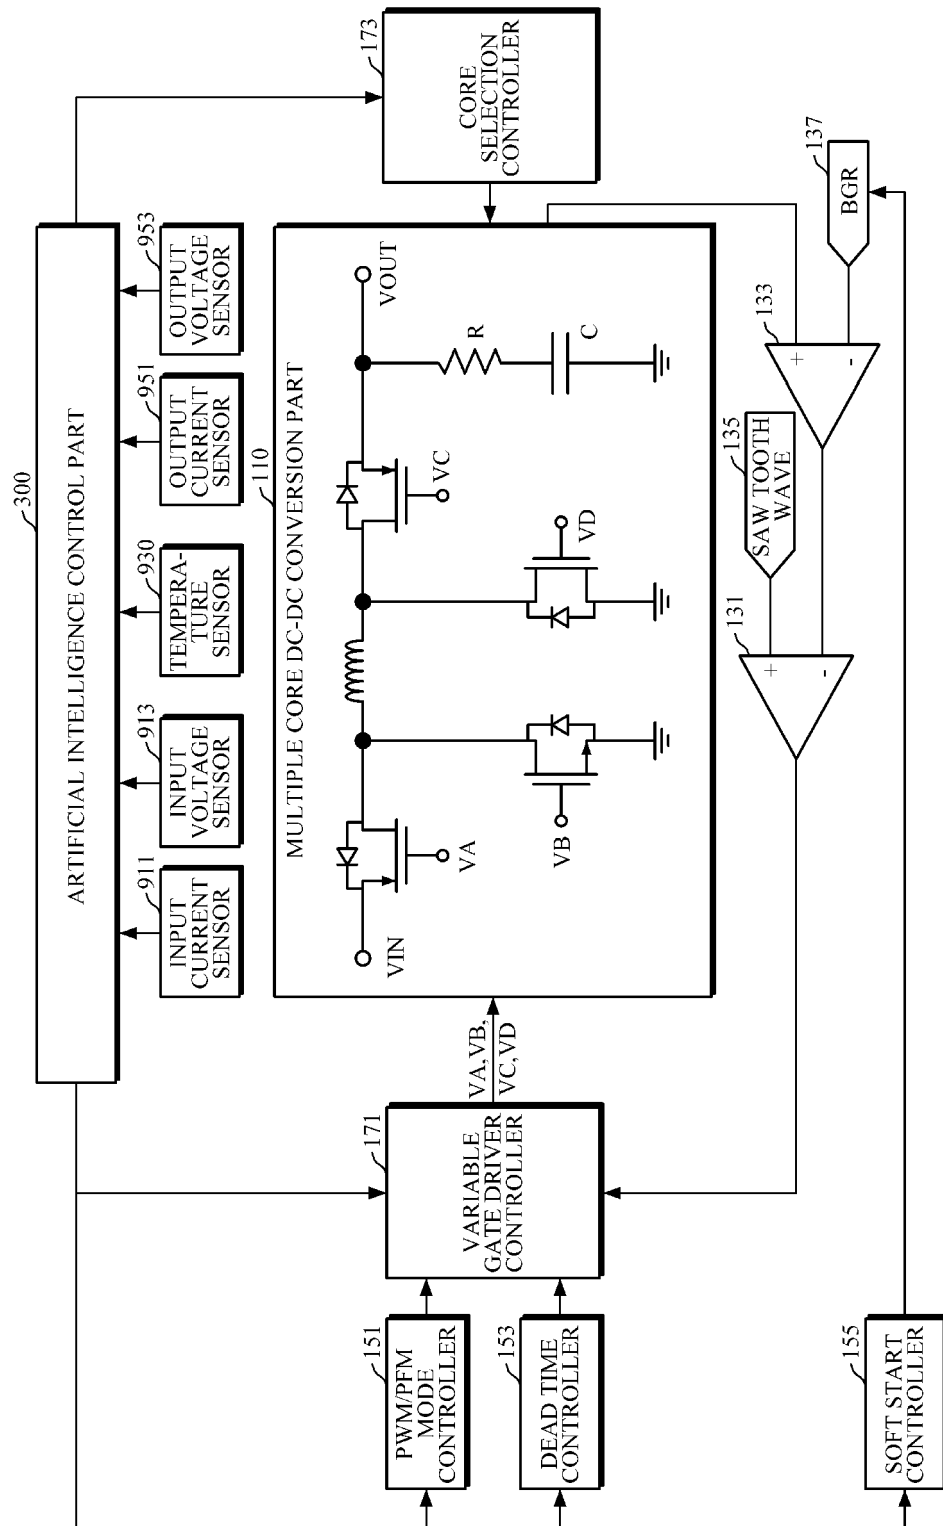 300
ARTIFICIAL INTELLIGENCE CONTROL PART
911
INPUT
CURRENT
SENSOR
913
INPUT
VOLTAGE
SENSOR
930
TEMPERA-
TURE
SENSOR
951
OUTPUT
CURRENT
SENSOR
953
OUTPUT
VOLTAGE
SENSOR
110
MULTIPLE CORE DC-DC CONVERSION PART
VIN
VA
VB
VC
VD
VOUT
R
C
151
PWM/PFM
MODE
CONTROLLER
153
DEAD TIME
CONTROLLER
155
SOFT START
CONTROLLER
171
VARIABLE
GATE DRIVER
CONTROLLER
VA,VB,
VC,VD
173
CORE
SELECTION
CONTROLLER
131
+
-
135
SAW TOOTH
WAVE
133
+
-
137
BGR